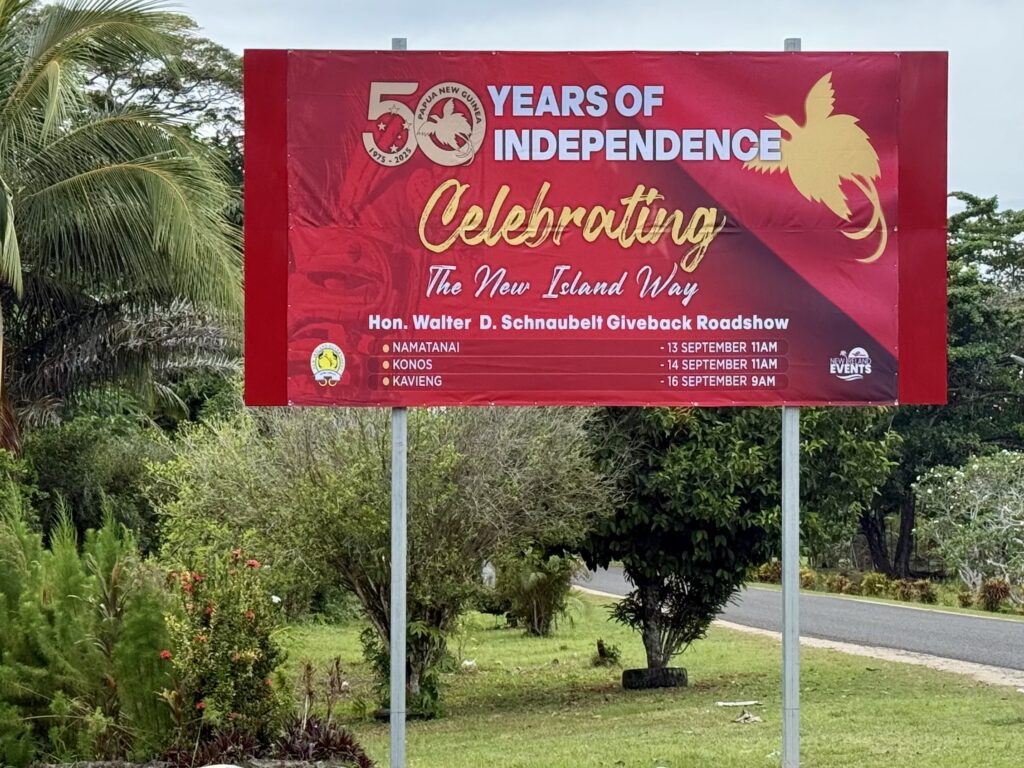 50 YEARS OF
INDEPENDENCE
PAPUA NEW GUINEA
1975 - 2025
Celebrating
The New Island Way
Hon. Walter D. Schnaubelt Giveback Roadshow
NAMATANAI - 13 SEPTEMBER 11AM
KONOS - 14 SEPTEMBER 11AM
KAVIENG - 16 SEPTEMBER 9AM
NEW IRELAND
EVENTS